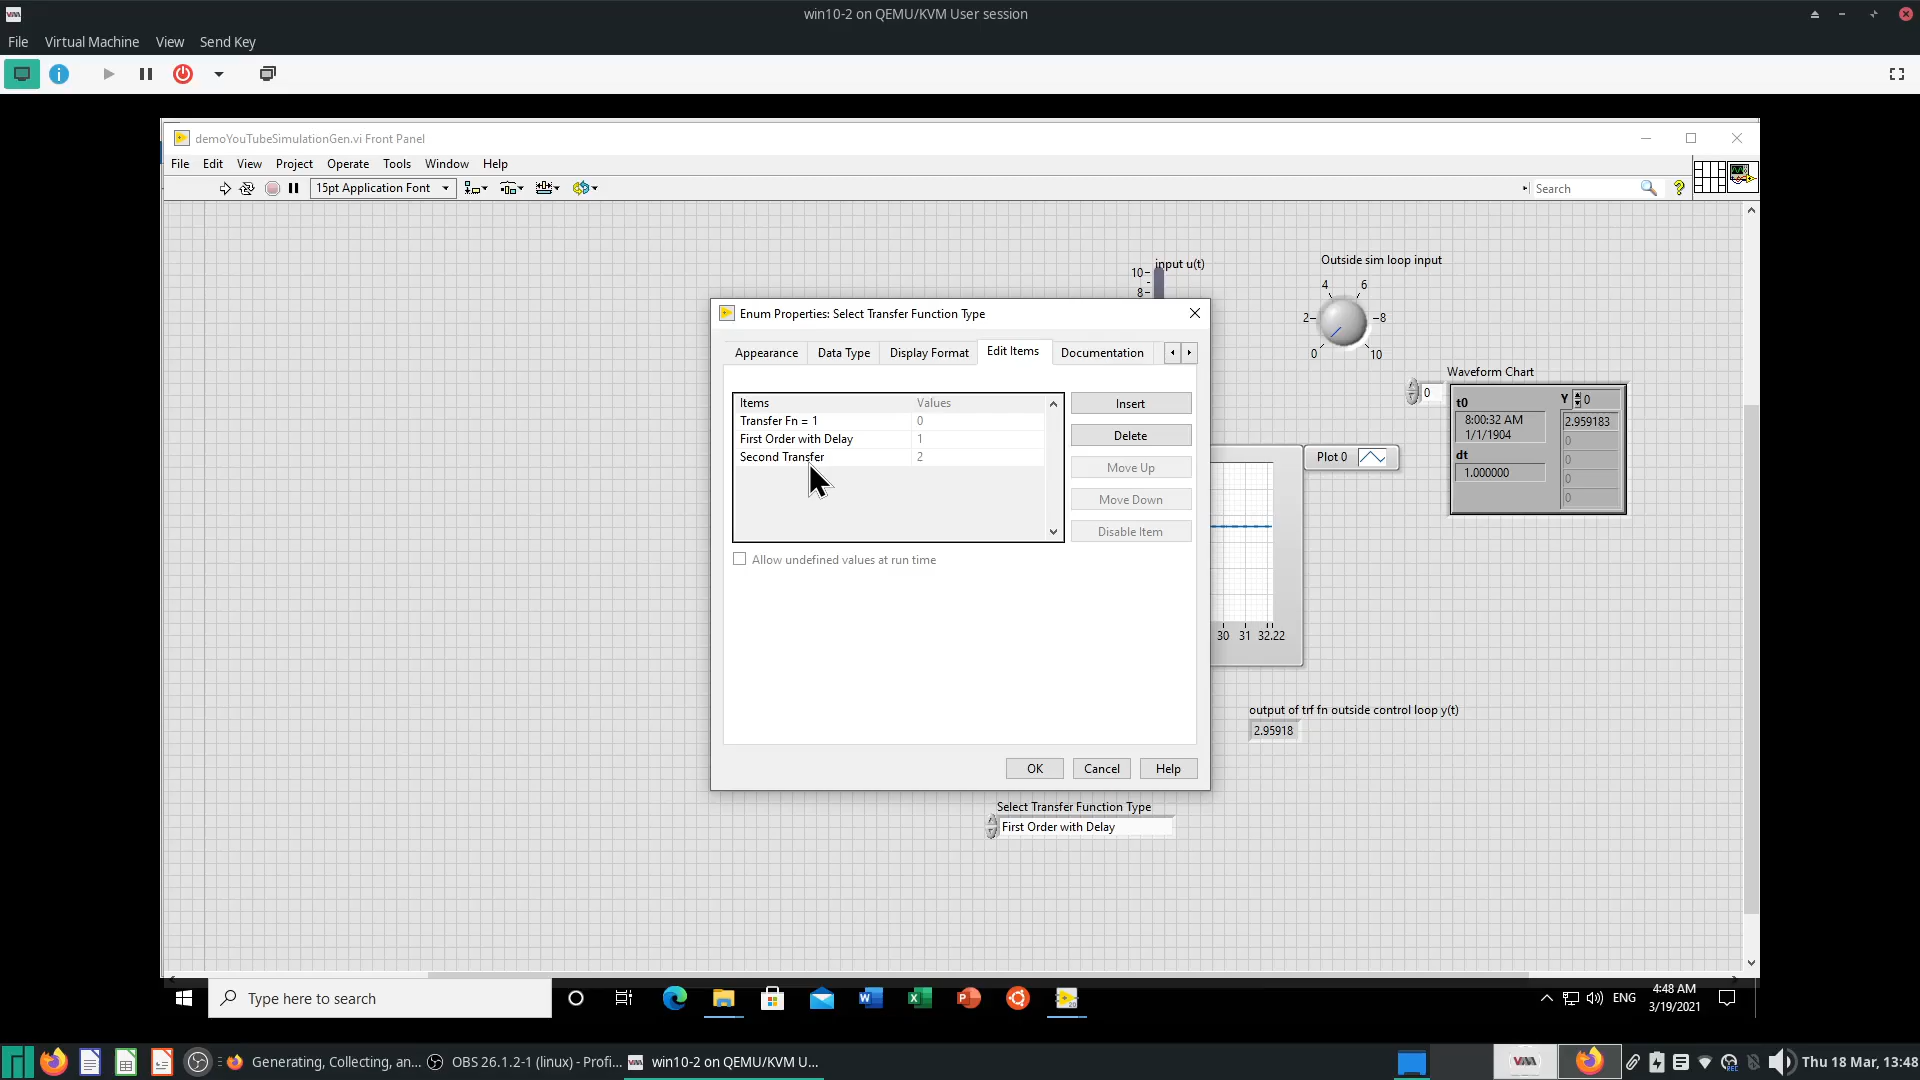 win10-2 on QEMU/KVM User session
File Virtual Machine View Send Key
demoYouTubeSimulationGen.vi Front Panel
File Edit View Project Operate Tools Window Help
15pt Application Font
Search
input u(t)
10
8
Outside sim loop input
4 6
2 8
0 10
Enum Properties: Select Transfer Function Type
Appearance Data Type Display Format Edit Items Documentation
Items Values
Transfer Fn = 1 0
First Order with Delay 1
Second Transfer 2
Insert
Delete
Move Up
Move Down
Disable Item
Allow undefined values at run time
OK Cancel Help
Waveform Chart
0
t0
8:00:32 AM
1/1/1904
dt
1.000000
Y 0
2.959183
0
0
0
0
Plot 0
30 31 32.22
output of trf fn outside control loop y(t)
2.95918
Select Transfer Function Type
First Order with Delay
Type here to search
ENG
4:48 AM
3/19/2021
Generating, Collecting, an...
OBS 26.1.2-1 (linux) - Profi...
win10-2 on QEMU/KVM U...
Thu 18 Mar, 13:48